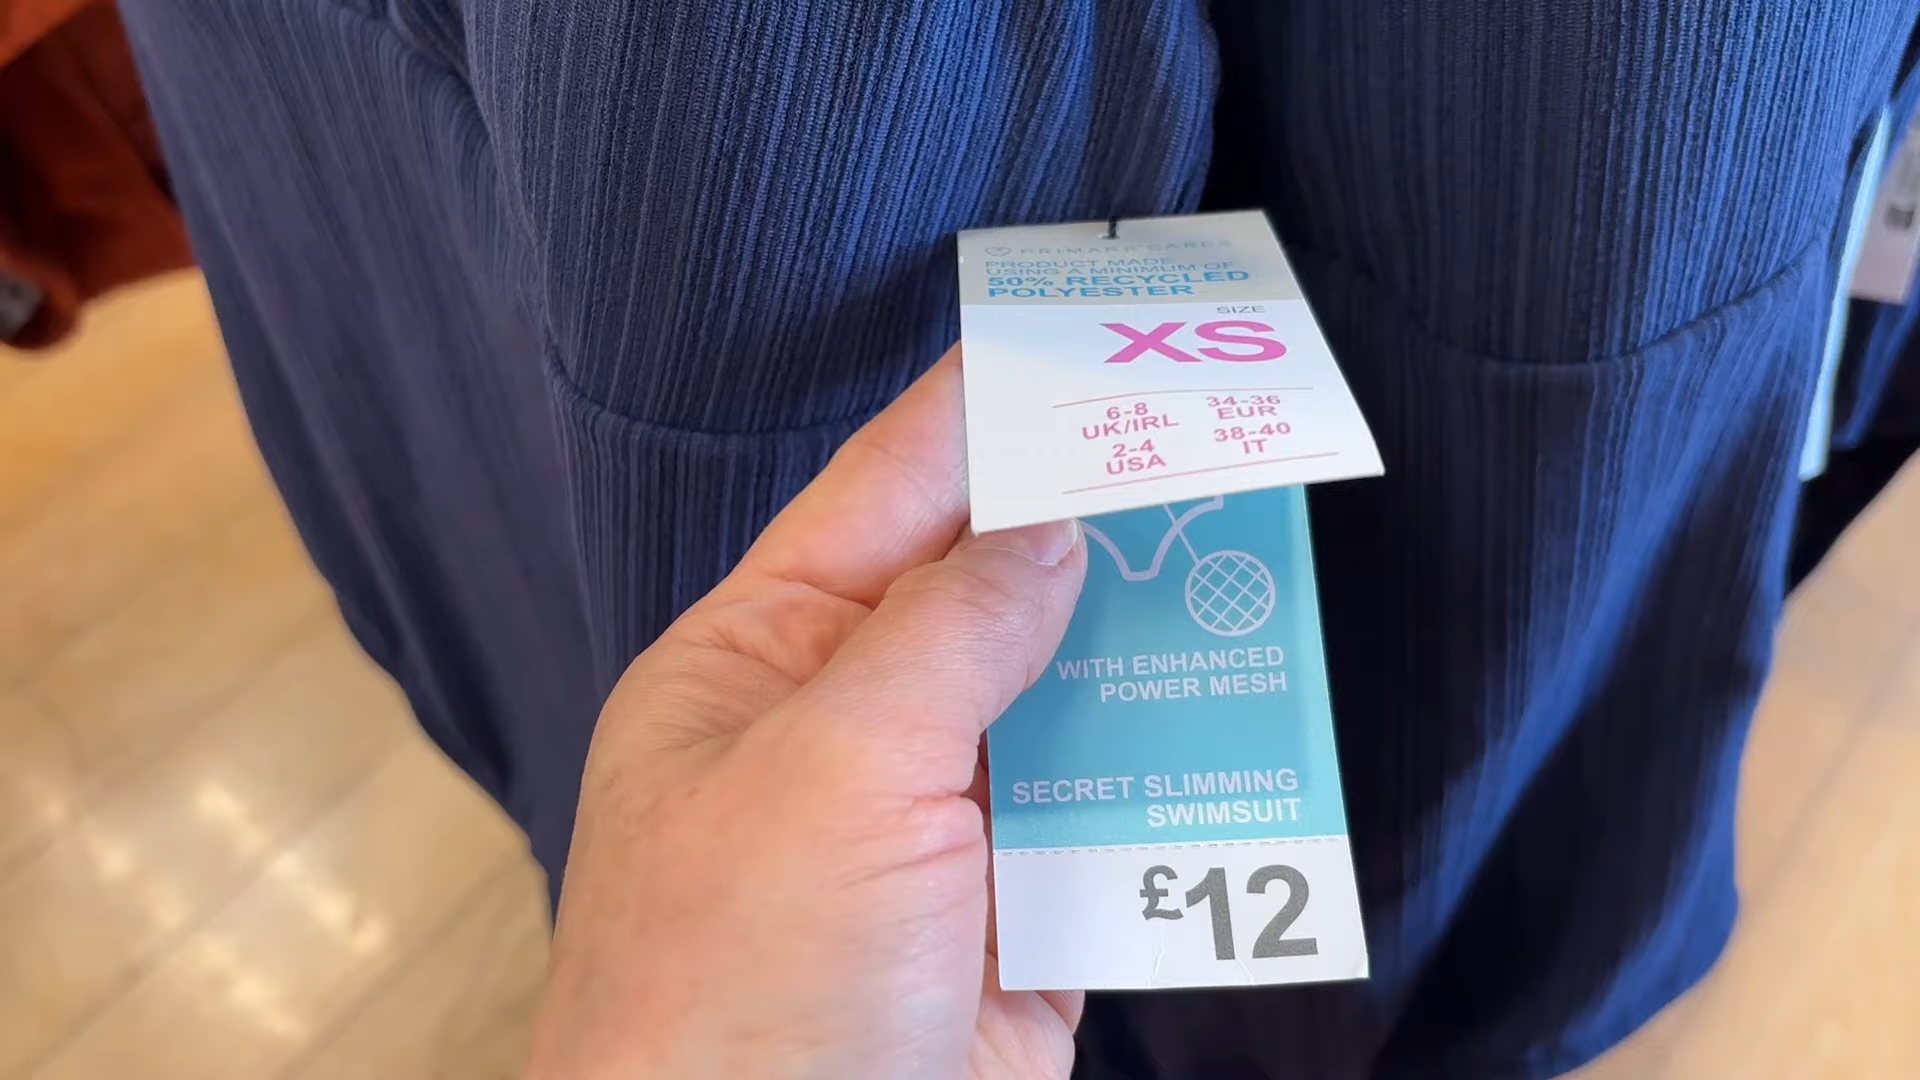 PRIMARK CARES
PRODUCT MADE
USING A MINIMUM OF
50% RECYCLED
POLYESTER
SIZE
XS
6-8
UK/IRL
34-36
EUR
2-4
USA
38-40
IT
WITH ENHANCED
POWER MESH
SECRET SLIMMING
SWIMSUIT
£12